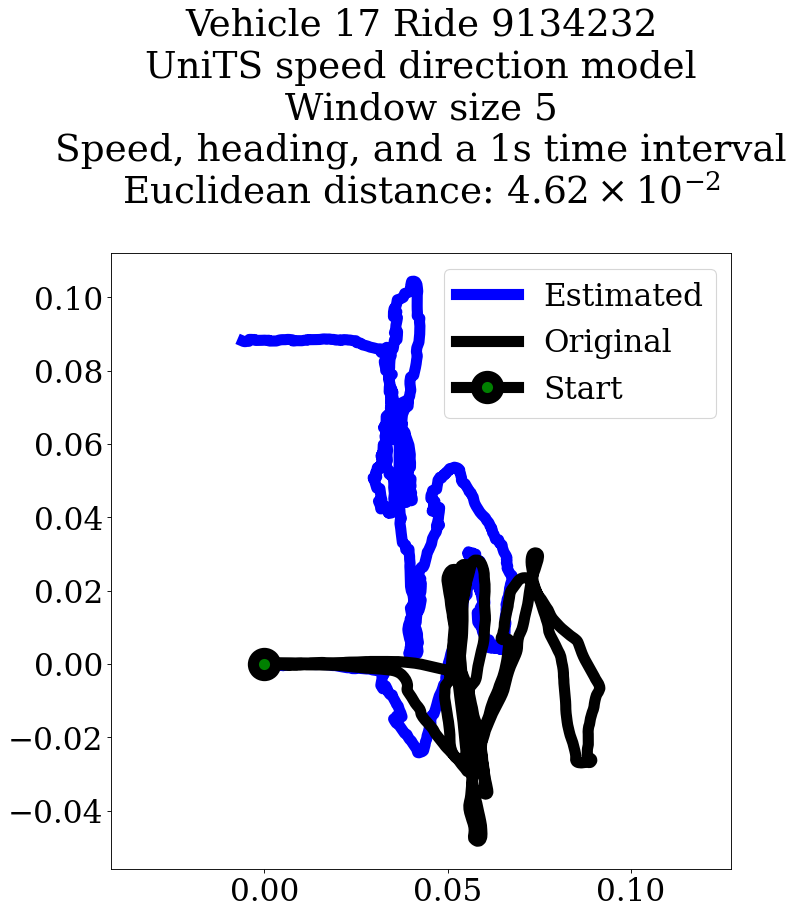 Vehicle 17 Ride 9134232
UniTS speed direction model
Window size 5
Speed, heading, and a 1s time interval
Euclidean distance: 4.62 × 10⁻²
Estimated
Original
Start
0.10
0.08
0.06
0.04
0.02
0.00
−0.02
−0.04
0.00 0.05 0.10